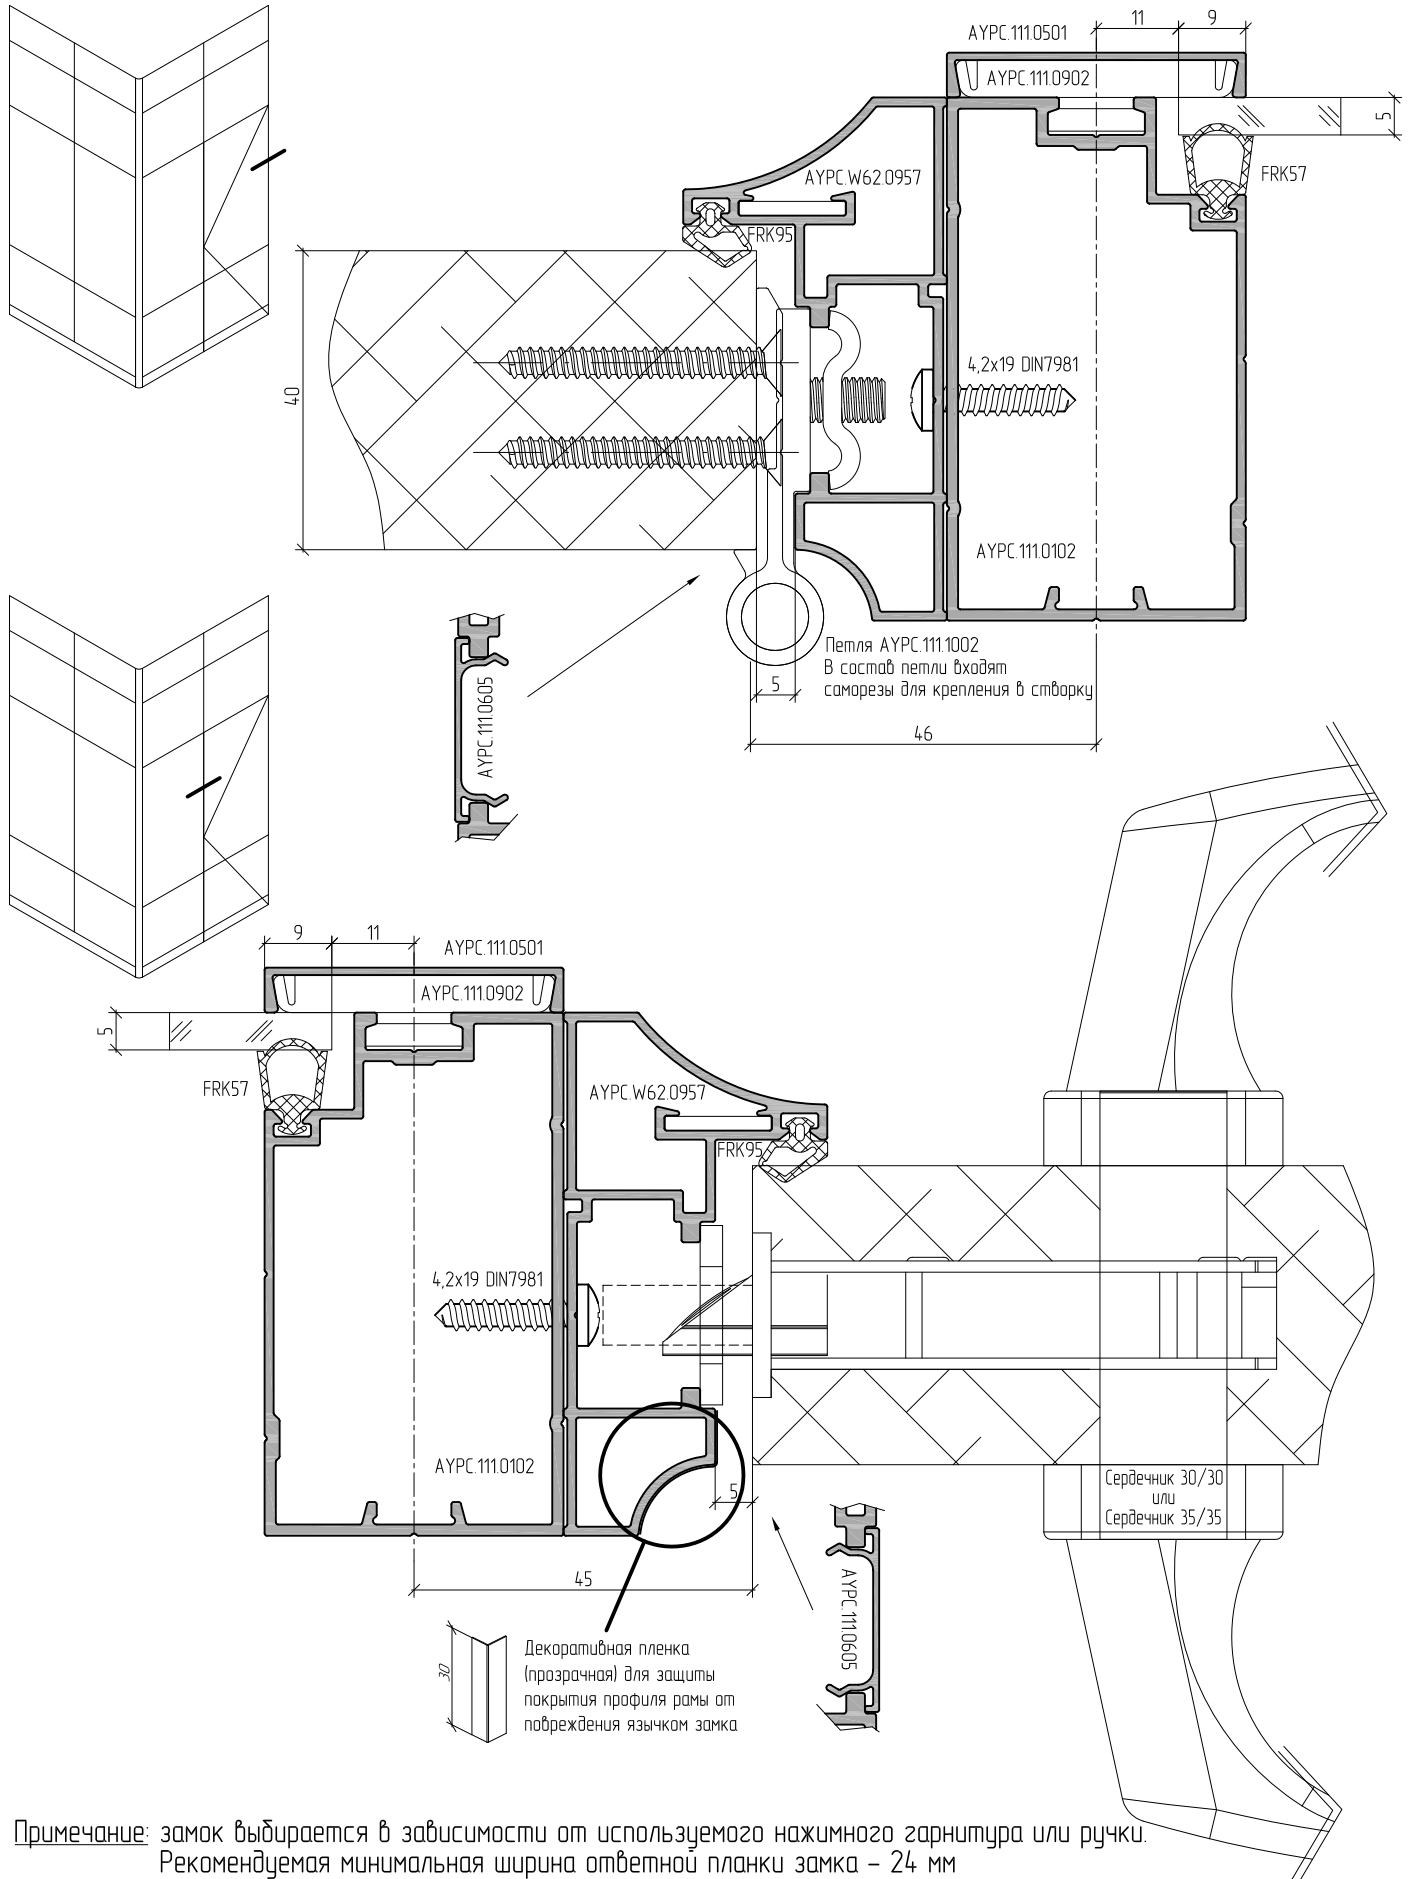 11
9
AYPC.111.0501
AYPC.111.0902
5
AYPC.W62.0957
FRK57
FRK95
40
4,2x19 DIN7981
AYPC.111.0102
AYPC.111.0605
Петля AYPC.111.1002
В состав петли входят
саморезы для крепления в створку
5
46
9
11
AYPC.111.0501
AYPC.111.0902
5
FRK57
AYPC.W62.0957
FRK95
4,2x19 DIN7981
AYPC.111.0102
5
Сердечник 30/30
или
Сердечник 35/35
45
AYPC.111.0605
30
Декоративная пленка
(прозрачная) для защиты
покрытия профиля рамы от
повреждения язычком замка
Примечание: замок выбирается в зависимости от используемого нажимного гарнитура или ручки.
Рекомендуемая минимальная ширина ответной планки замка – 24 мм